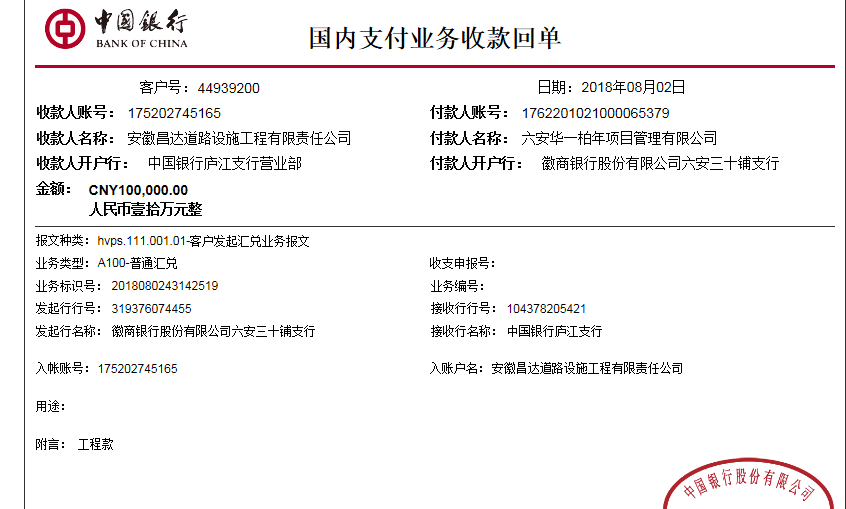 中国银行
BANK OF CHINA
国内支付业务收款回单
客户号：44939200 日期：2018年08月02日
收款人账号：175202745165 付款人账号：1762201021000065379
收款人名称：安徽昌达道路设施工程有限责任公司 付款人名称：六安华一柏年项目管理有限公司
收款人开户行：中国银行庐江支行营业部 付款人开户行：徽商银行股份有限公司六安三十铺支行
金额：CNY100,000.00
人民币壹拾万元整
报文种类：hvps.111.001.01-客户发起汇兑业务报文
业务类型：A100-普通汇兑 收支申报号：
业务标识号：2018080243142519 业务编号：
发起行行号：319376074455 接收行行号：104378205421
发起行名称：徽商银行股份有限公司六安三十铺支行 接收行名称：中国银行庐江支行
入帐账号：175202745165 入账户名：安徽昌达道路设施工程有限责任公司
用途：
附言：工程款
中国银行股份有限公司